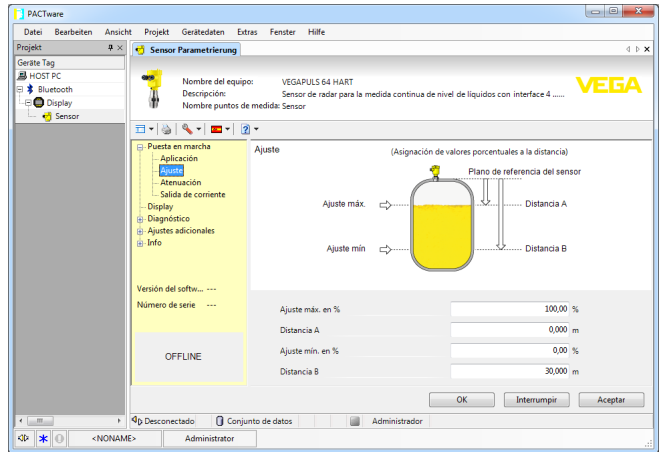 PACTware
Datei Bearbeiten Ansicht Projekt Gerätedaten Extras Fenster Hilfe
Projekt
Sensor Parametrierung
Geräte Tag
HOST PC
Bluetooth
Display
Sensor
Nombre del equipo: VEGAPULS 64 HART
Descripción: Sensor de radar para la medida continua de nivel de líquidos con interface 4 ......
Nombre puntos de medida: Sensor
VEGA
Puesta en marcha
Aplicación
Ajuste
Atenuación
Salida de corriente
Display
Diagnóstico
Ajustes adicionales
Info
Versión del softw... ---
Número de serie ---
OFFLINE
Ajuste
(Asignación de valores porcentuales a la distancia)
Plano de referencia del sensor
Ajuste máx. Distancia A
Ajuste mín Distancia B
Ajuste máx. en % 100,00 %
Distancia A 0,000 m
Ajuste mín. en % 0,00 %
Distancia B 30,000 m
OK Interrumpir Aceptar
Desconectado Conjunto de datos Administrador
<NONAME> Administrator